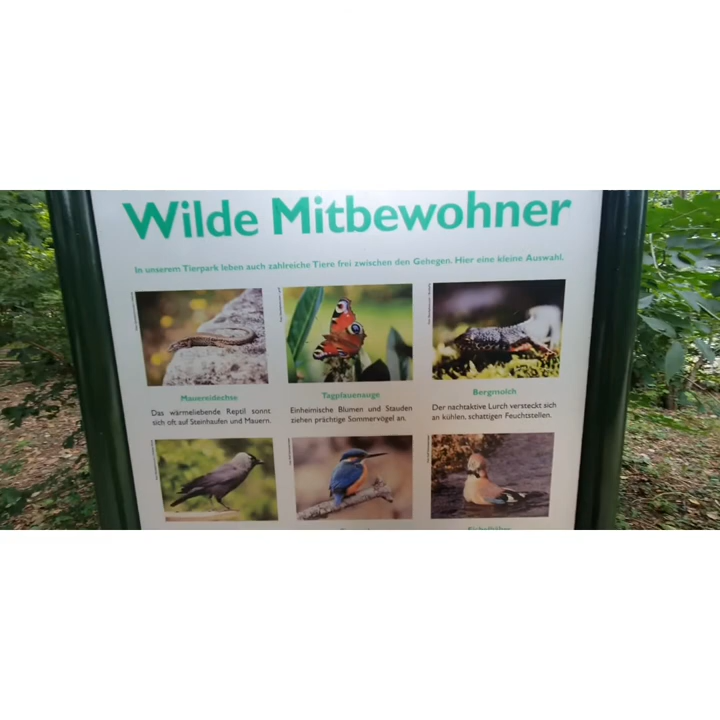 Wilde Mitbewohner
In unserem Tierpark leben auch zahlreiche Tiere frei zwischen den Gehegen. Hier eine kleine Auswahl.
Mauereidechse
Das wärmeliebende Reptil sonnt
sich oft auf Steinhaufen und Mauern.
Tagpfauenauge
Einheimische Blumen und Stauden
ziehen prächtige Sommervögel an.
Bergmolch
Der nachtaktive Lurch versteckt sich
an kühlen, schattigen Feuchtstellen.